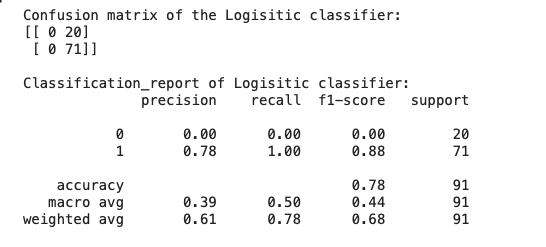 Confusion matrix of the Logisitic classifier:
[[ 0 20]
[ 0 71]]
Classification_report of Logisitic classifier:
precision recall f1-score support
0 0.00 0.00 0.00 20
1 0.78 1.00 0.88 71
accuracy 0.78 91
macro avg 0.39 0.50 0.44 91
weighted avg 0.61 0.78 0.68 91